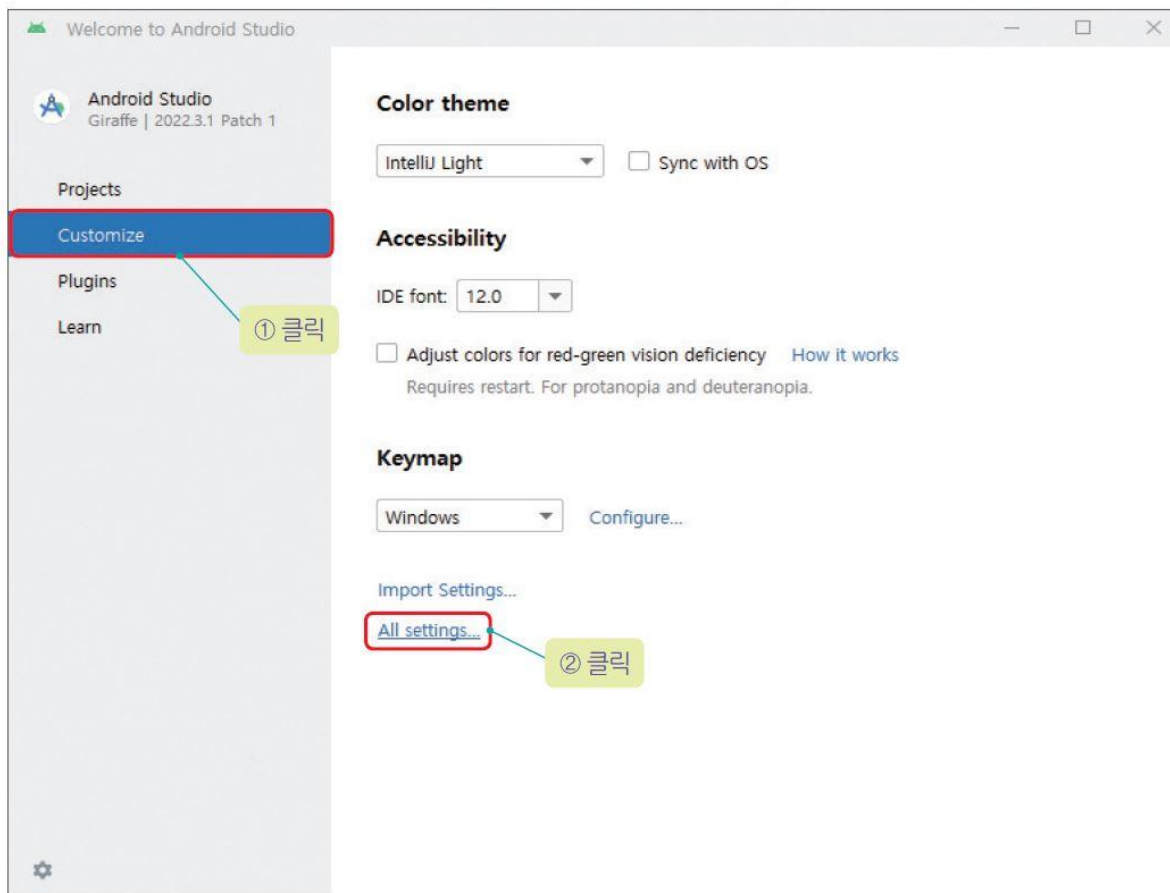 Welcome to Android Studio
Android Studio
Giraffe | 2022.3.1 Patch 1
Projects
Customize
Plugins
Learn
① 클릭
Color theme
IntelliJ Light
Sync with OS
Accessibility
IDE font: 12.0
Adjust colors for red-green vision deficiency How it works
Requires restart. For protanopia and deuteranopia.
Keymap
Windows Configure...
Import Settings...
All settings...
② 클릭